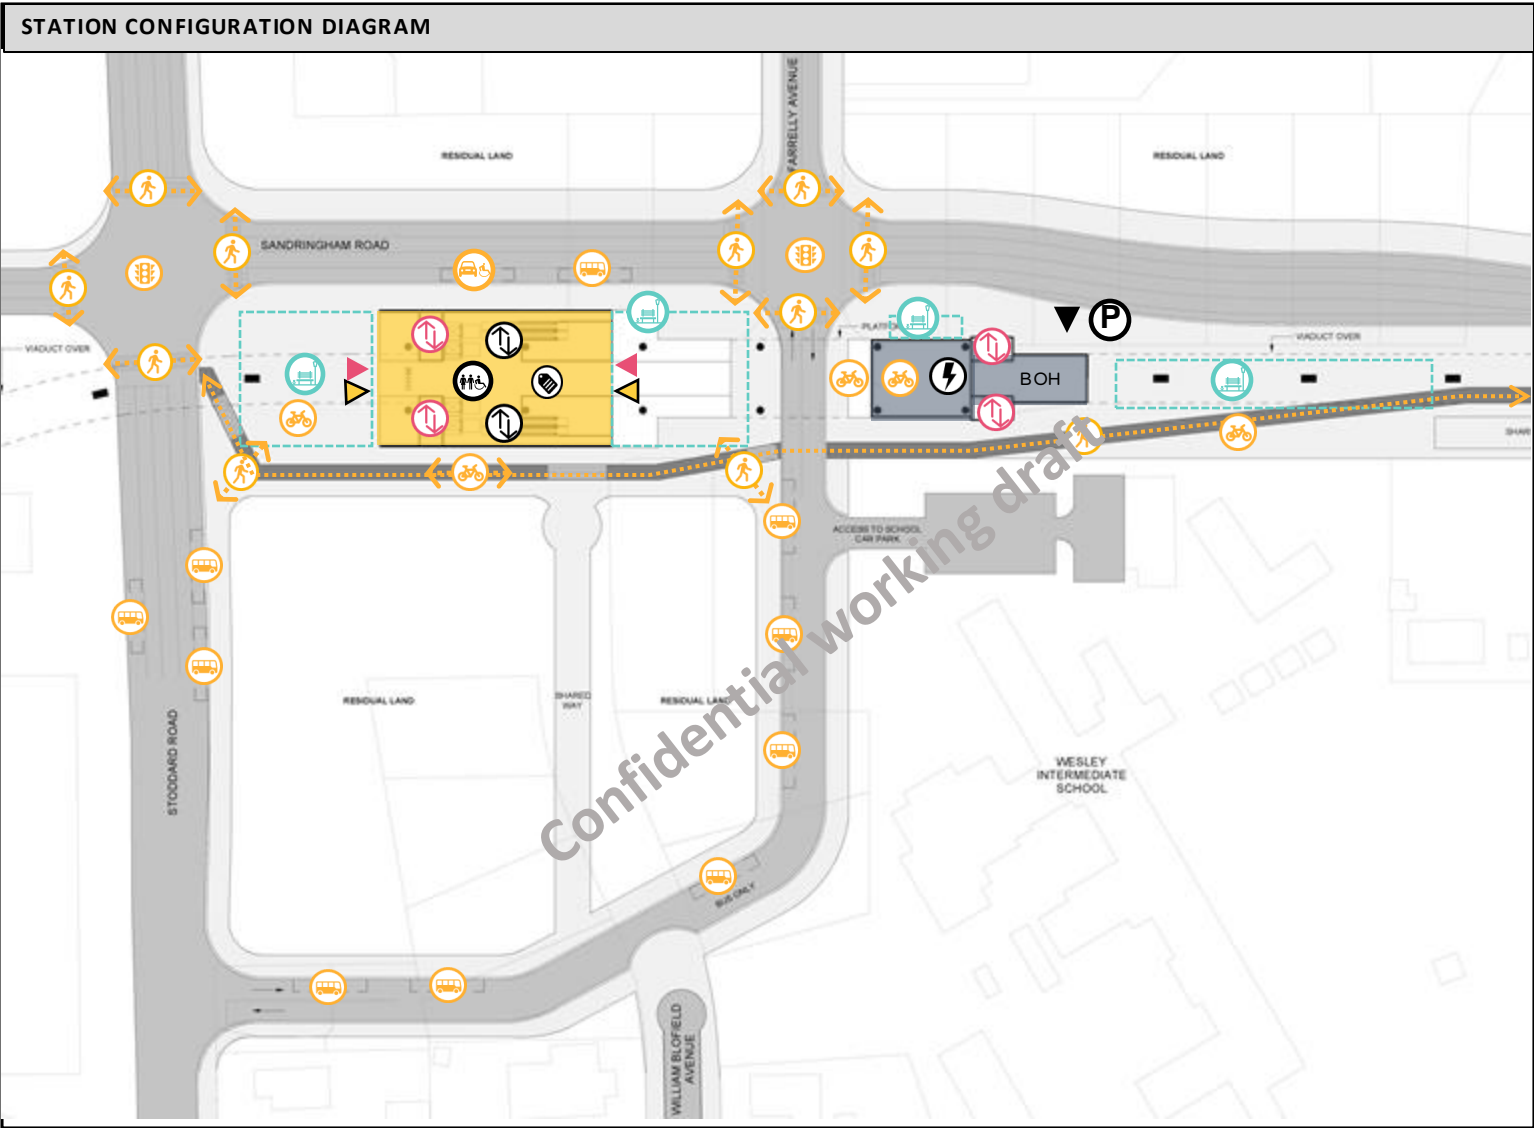 STATION CONFIGURATION DIAGRAM
FARRELLY AVENUE
RESIDUAL LAND
RESIDUAL LAND
SANDRINGHAM ROAD
P
VIADUCT OVER
VIADUCT OVER
BOH
ACCESS TO SCHOOL
CAR PARK
Confidential working draft
RESIDUAL LAND
SHARED
WAY
RESIDUAL LAND
STODDARD ROAD
WESLEY
INTERMEDIATE
SCHOOL
BUS ONLY
WILLIAM BLOFIELD
AVENUE